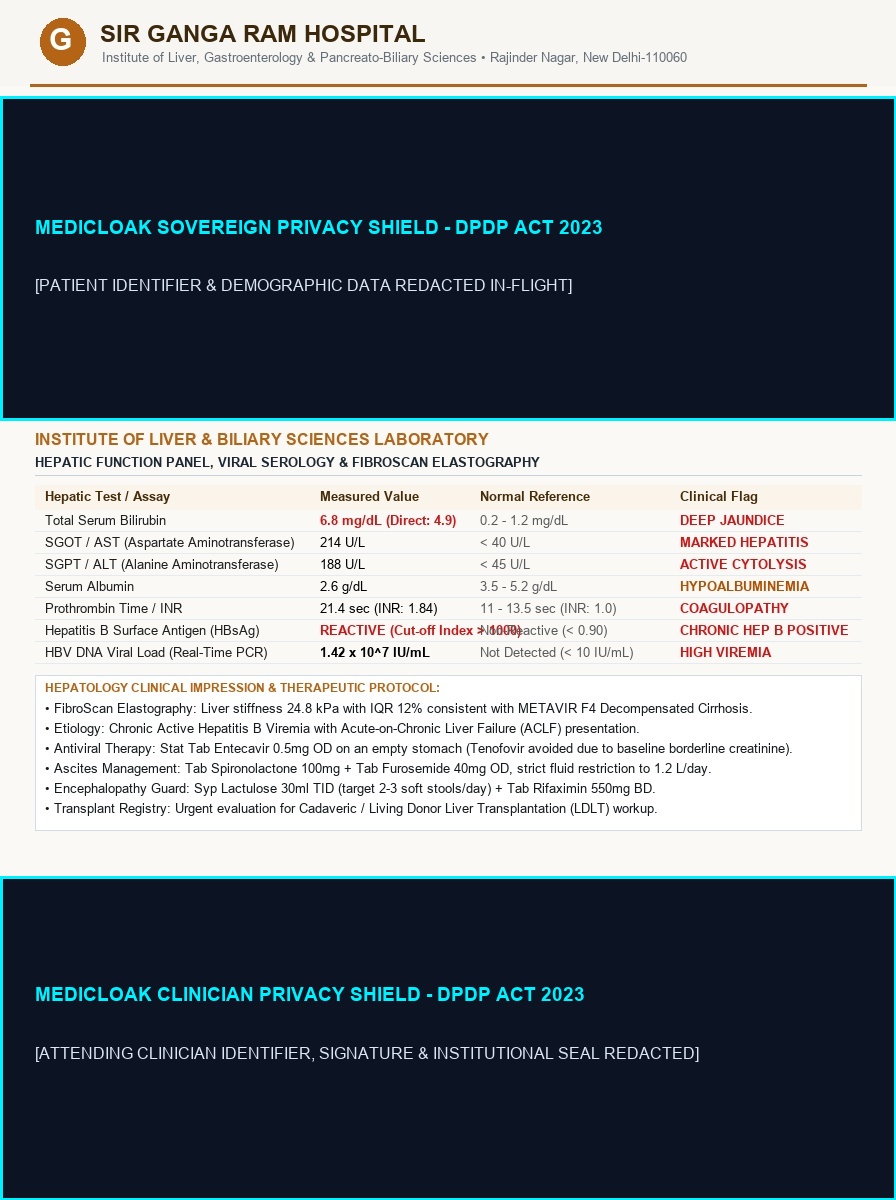 G
SIR GANGA RAM HOSPITAL
Institute of Liver, Gastroenterology & Pancreato-Biliary Sciences • Rajinder Nagar, New Delhi-110060
MEDICLOAK SOVEREIGN PRIVACY SHIELD - DPDP ACT 2023
[PATIENT IDENTIFIER & DEMOGRAPHIC DATA REDACTED IN-FLIGHT]
INSTITUTE OF LIVER & BILIARY SCIENCES LABORATORY
HEPATIC FUNCTION PANEL, VIRAL SEROLOGY & FIBROSCAN ELASTOGRAPHY
Hepatic Test / Assay Measured Value Normal Reference Clinical Flag
Total Serum Bilirubin 6.8 mg/dL (Direct: 4.9) 0.2 - 1.2 mg/dL DEEP JAUNDICE
SGOT / AST (Aspartate Aminotransferase) 214 U/L < 40 U/L MARKED HEPATITIS
SGPT / ALT (Alanine Aminotransferase) 188 U/L < 45 U/L ACTIVE CYTOLYSIS
Serum Albumin 2.6 g/dL 3.5 - 5.2 g/dL HYPOALBUMINEMIA
Prothrombin Time / INR 21.4 sec (INR: 1.84) 11 - 13.5 sec (INR: 1.0) COAGULOPATHY
Hepatitis B Surface Antigen (HBsAg) REACTIVE (Cut-off Index > 1000) Non-Reactive (< 0.90) CHRONIC HEP B POSITIVE
HBV DNA Viral Load (Real-Time PCR) 1.42 x 10^7 IU/mL Not Detected (< 10 IU/mL) HIGH VIREMIA
HEPATOLOGY CLINICAL IMPRESSION & THERAPEUTIC PROTOCOL:
• FibroScan Elastography: Liver stiffness 24.8 kPa with IQR 12% consistent with METAVIR F4 Decompensated Cirrhosis.
• Etiology: Chronic Active Hepatitis B Viremia with Acute-on-Chronic Liver Failure (ACLF) presentation.
• Antiviral Therapy: Stat Tab Entecavir 0.5mg OD on an empty stomach (Tenofovir avoided due to baseline borderline creatinine).
• Ascites Management: Tab Spironolactone 100mg + Tab Furosemide 40mg OD, strict fluid restriction to 1.2 L/day.
• Encephalopathy Guard: Syp Lactulose 30ml TID (target 2-3 soft stools/day) + Tab Rifaximin 550mg BD.
• Transplant Registry: Urgent evaluation for Cadaveric / Living Donor Liver Transplantation (LDLT) workup.
MEDICLOAK CLINICIAN PRIVACY SHIELD - DPDP ACT 2023
[ATTENDING CLINICIAN IDENTIFIER, SIGNATURE & INSTITUTIONAL SEAL REDACTED]